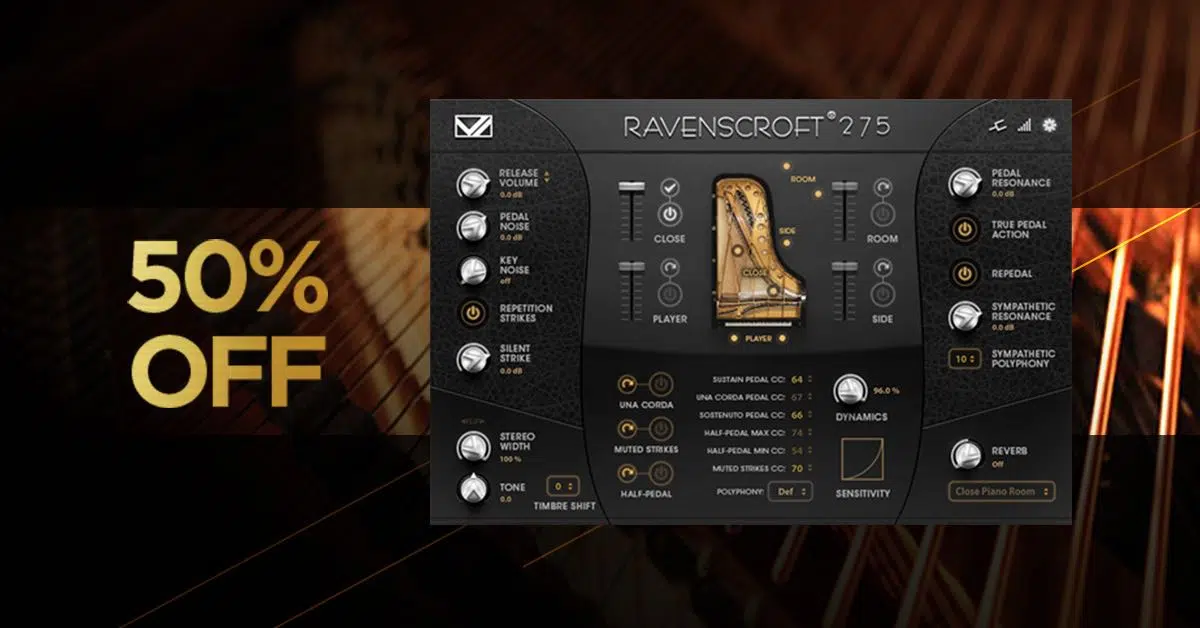 50%
OFF
RAVENSCROFT® 275
RELEASE
VOLUME
0.0 dB
PEDAL
NOISE
0.0 dB
KEY
NOISE
off
REPETITION
STRIKES
SILENT
STRIKE
0.0 dB
STEREO
WIDTH
100 %
TONE
0.0
0
TIMBRE SHIFT
CLOSE
PLAYER
ROOM
SIDE
CLOSE
PLAYER
ROOM
SIDE
UNA CORDA
MUTED STRIKES
HALF-PEDAL
SUSTAIN PEDAL CC: 64
UNA CORDA PEDAL CC: 67
SOSTENUTO PEDAL CC: 66
HALF-PEDAL MAX CC: 74
HALF-PEDAL MIN CC: 54
MUTED STRIKES CC: 70
POLYPHONY: Def
96.0 %
DYNAMICS
SENSITIVITY
PEDAL
RESONANCE
0.0 dB
TRUE PEDAL
ACTION
REPEDAL
SYMPATHETIC
RESONANCE
0.0 dB
10
SYMPATHETIC
POLYPHONY
REVERB
Off
Close Piano Room